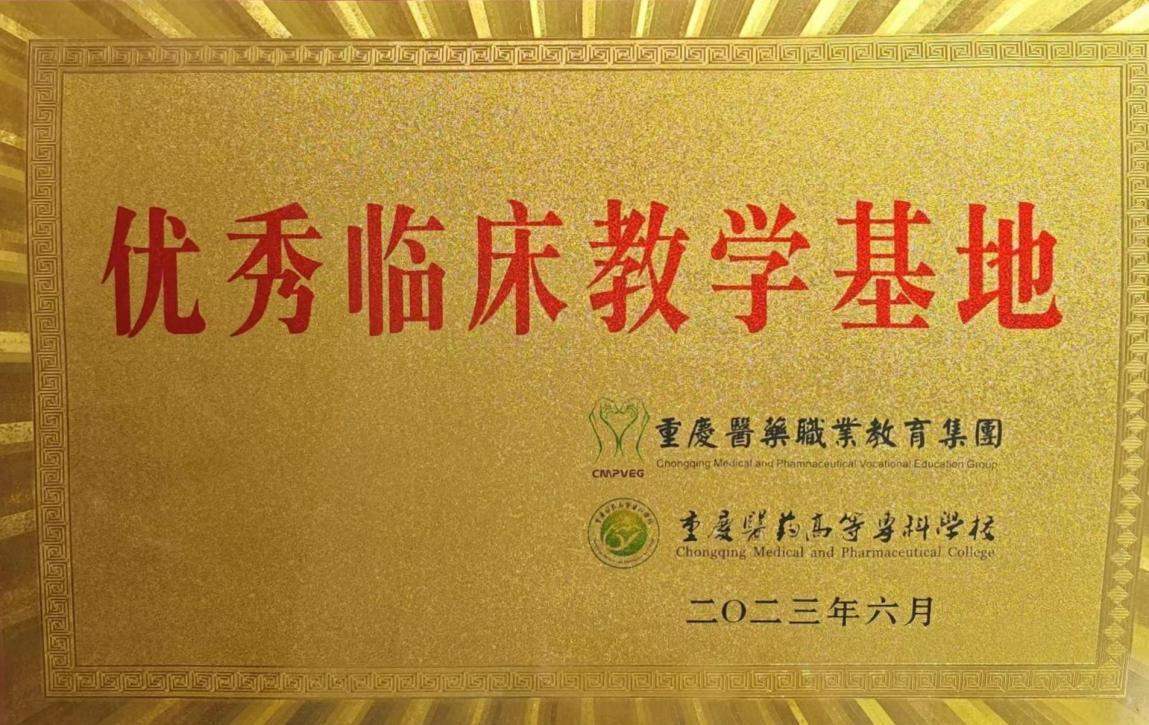 优秀临床教学基地
重慶醫藥職業教育集團
CMPVEG
Chongqing Medical and Phamnaceutical Vocational Education Group
重慶醫药高等專科學校
Chongqing Medical and Pharmaceutical College
二〇二三年六月